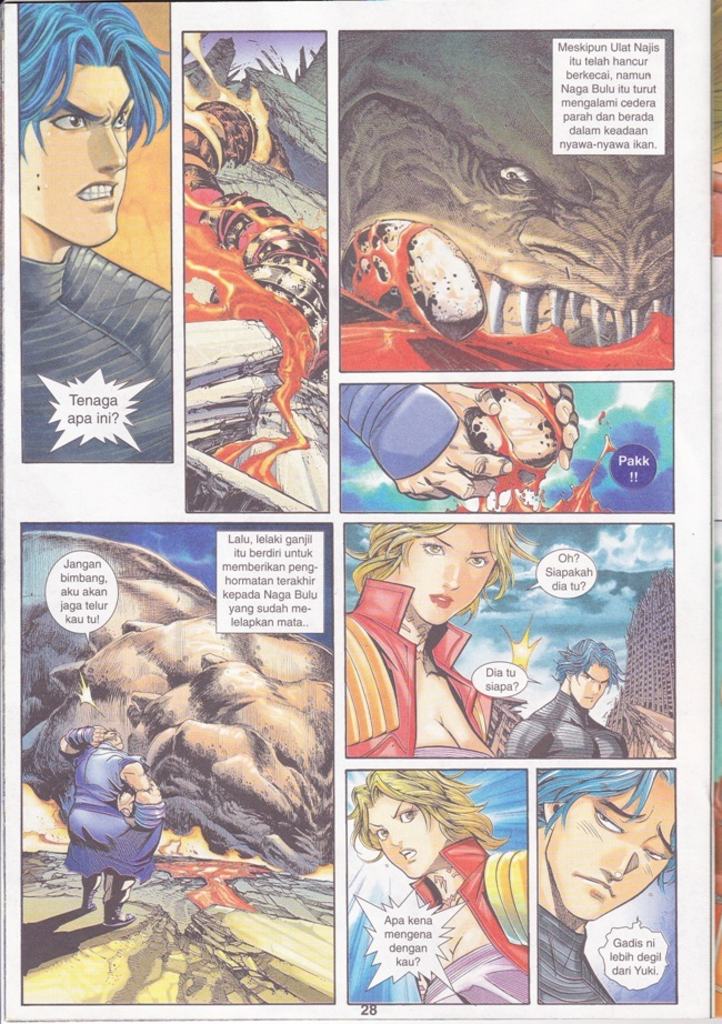 Tenaga
apa ini?
Meskipun Ulat Najis
itu telah hancur
berkecai, namun
Naga Bulu itu turut
mengalami cedera
parah dan berada
dalam keadaan
nyawa-nyawa ikan.
Pakk
!!
Jangan
bimbang,
aku akan
jaga telur
kau tu!
Lalu, lelaki ganjil
itu berdiri untuk
memberikan peng-
hormatan terakhir
kepada Naga Bulu
yang sudah me-
lelapkan mata..
Oh?
Siapakah
dia tu?
Dia tu
siapa?
Apa kena
mengena
dengan
kau?
Gadis ni
lebih degil
dari Yuki.
28